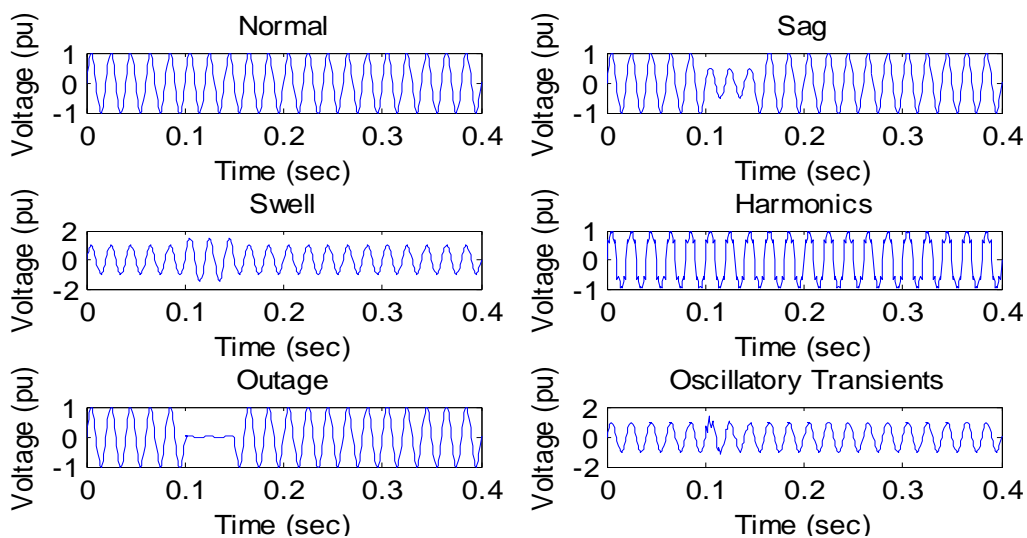 Normal
Voltage (pu)
1
0
-1
0 0.1 0.2 0.3 0.4
Time (sec)
Sag
Voltage (pu)
1
0
-1
0 0.1 0.2 0.3 0.4
Time (sec)
Swell
Voltage (pu)
2
0
-2
0 0.1 0.2 0.3 0.4
Time (sec)
Harmonics
Voltage (pu)
1
0
-1
0 0.1 0.2 0.3 0.4
Time (sec)
Outage
Voltage (pu)
1
0
-1
0 0.1 0.2 0.3 0.4
Time (sec)
Oscillatory Transients
Voltage (pu)
2
0
-2
0 0.1 0.2 0.3 0.4
Time (sec)